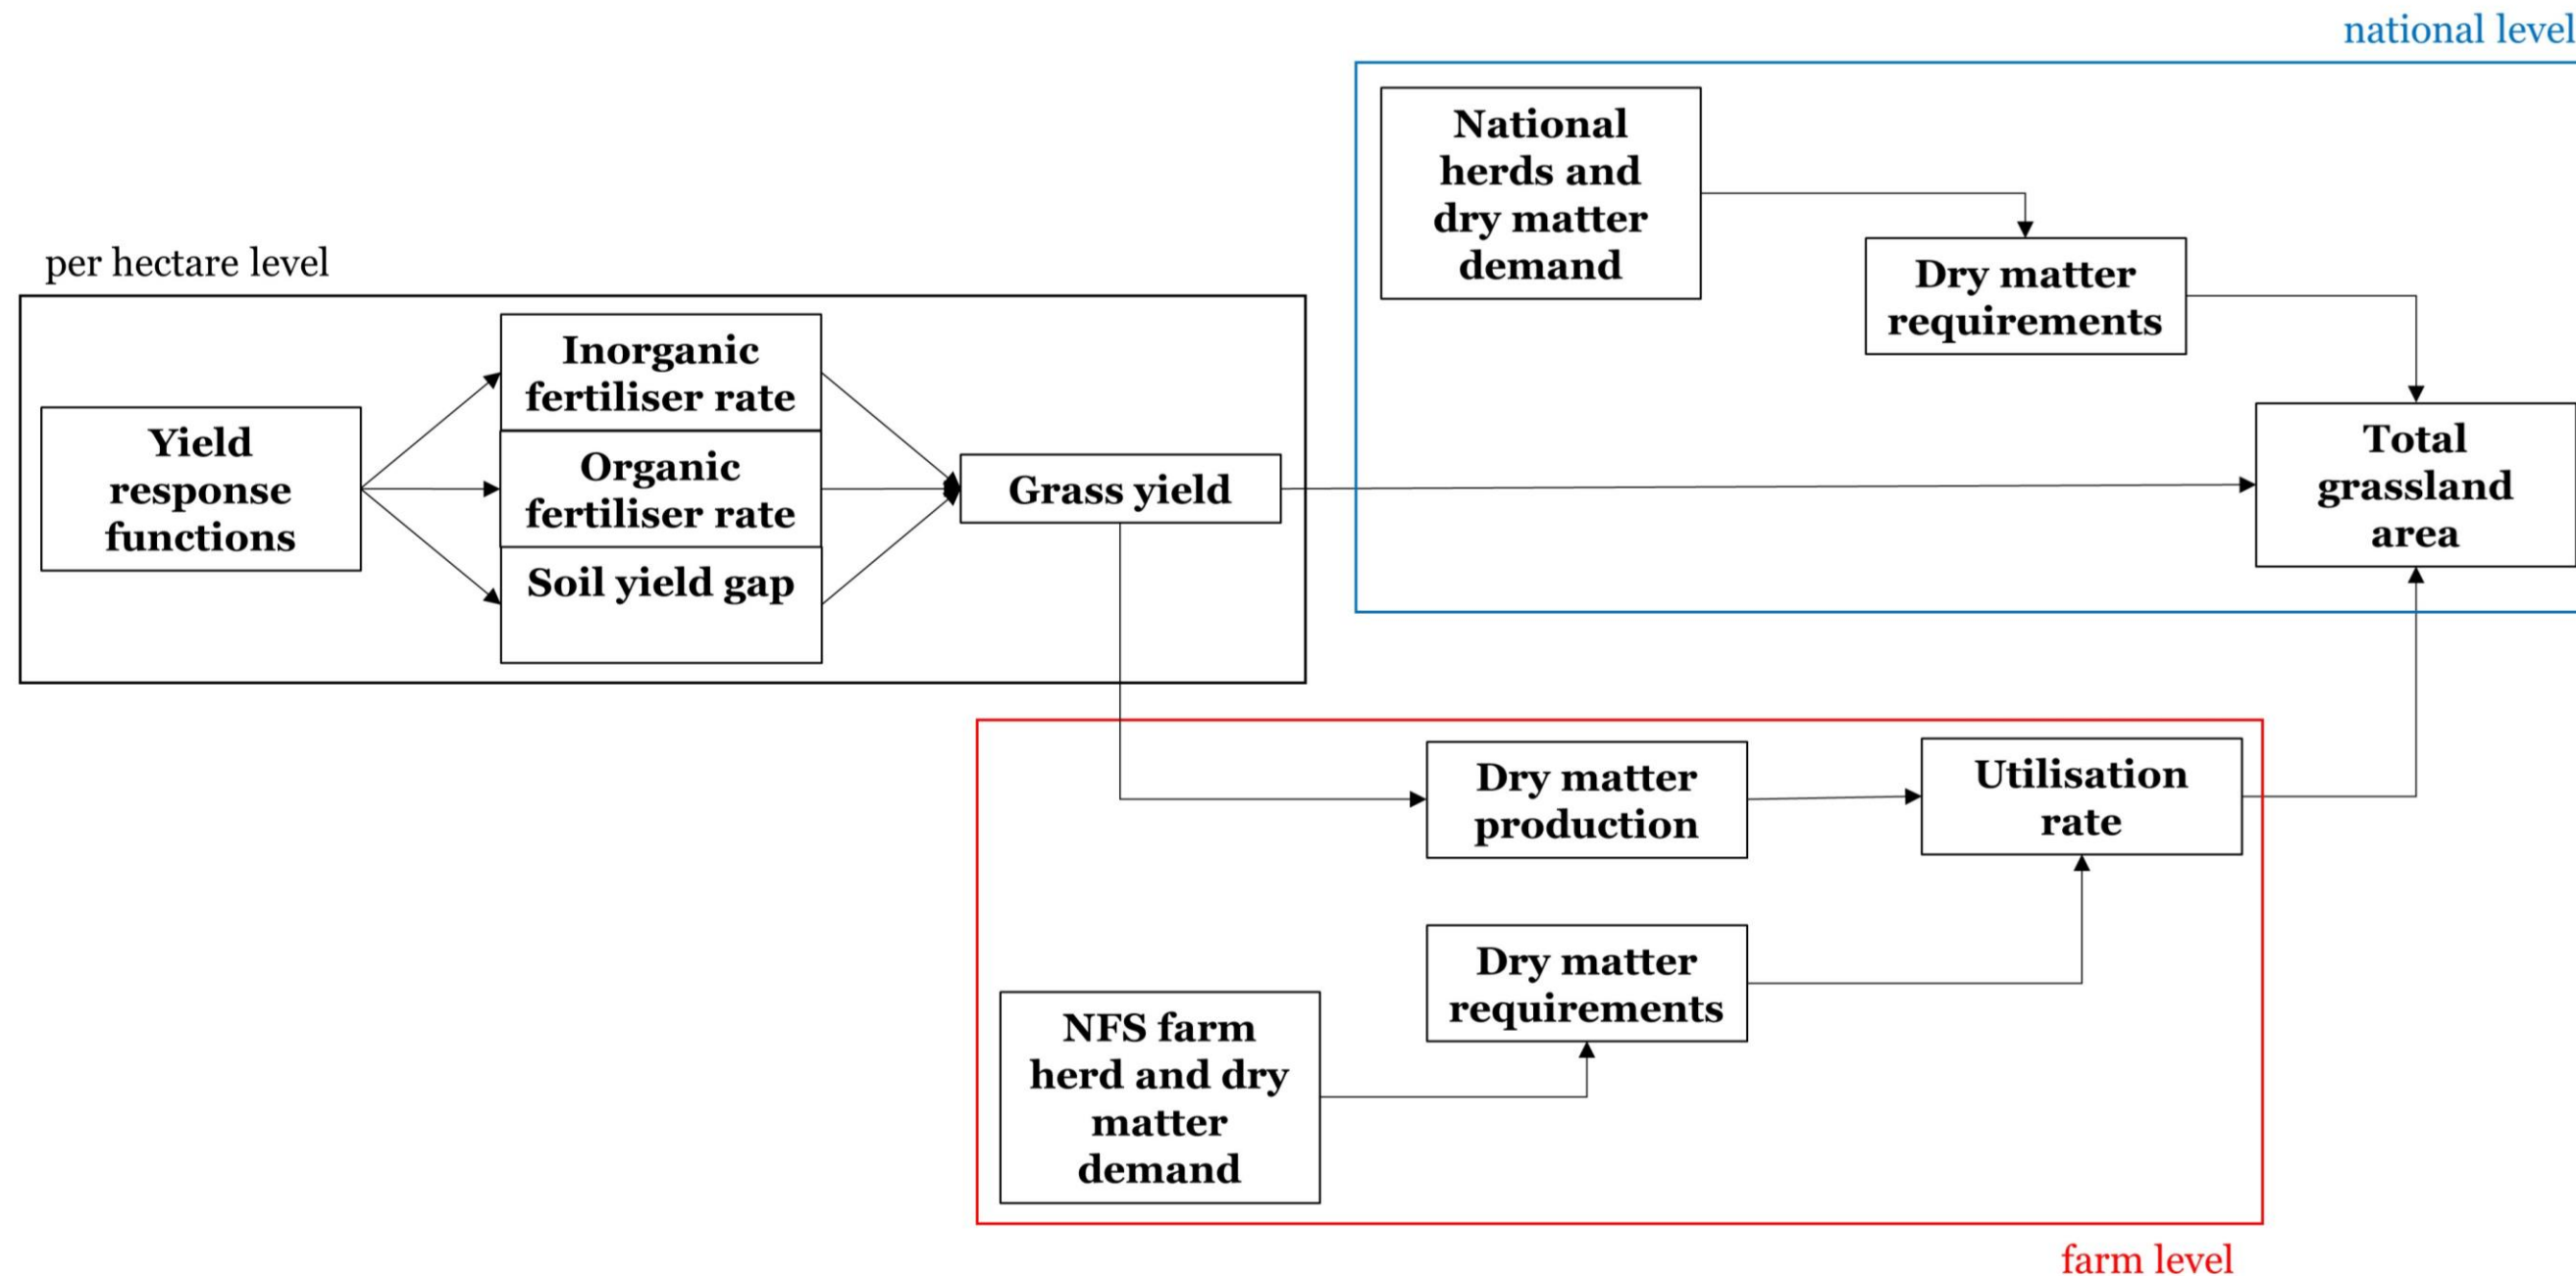 national level
National
herds and
dry matter
demand
Dry matter
requirements
per hectare level
Yield
response
functions
Inorganic
fertiliser rate
Organic
fertiliser rate
Soil yield gap
Grass yield
Total
grassland
area
Dry matter
production
Utilisation
rate
Dry matter
requirements
NFS farm
herd and dry
matter
demand
farm level